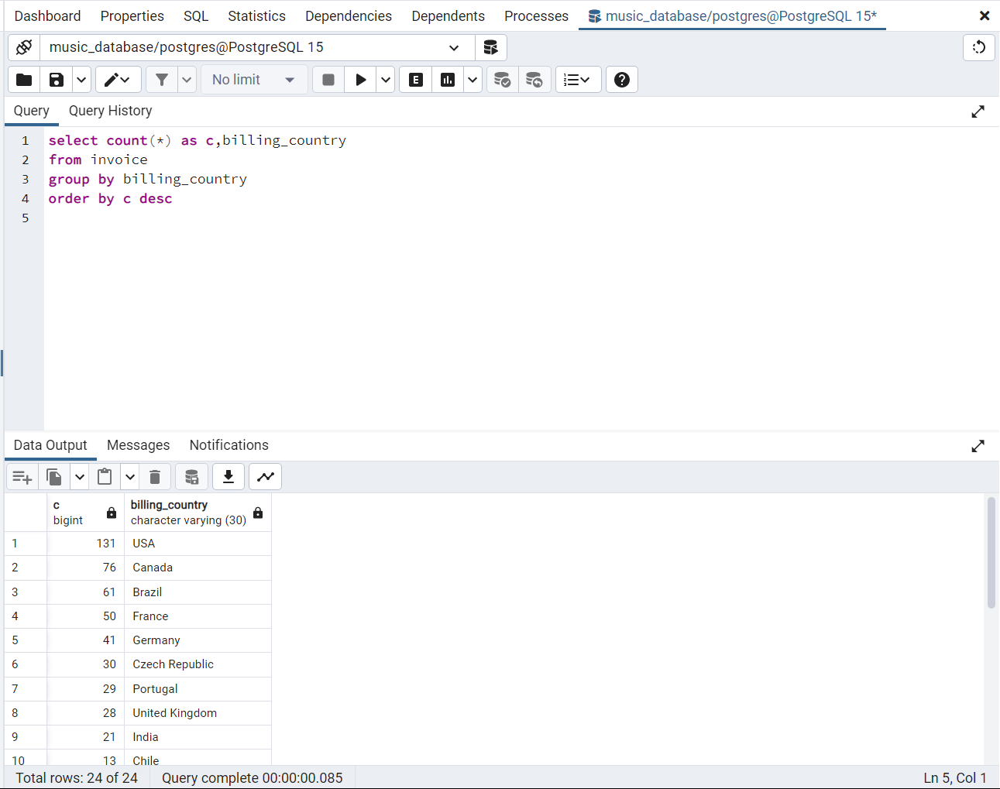 Dashboard Properties SQL Statistics Dependencies Dependents Processes music_database/postgres@PostgreSQL 15*
music_database/postgres@PostgreSQL 15
No limit E
Query Query History
1 select count(*) as c,billing_country
2 from invoice
3 group by billing_country
4 order by c desc
5
Data Output Messages Notifications
c billing_country
bigint character varying (30)
1 131 USA
2 76 Canada
3 61 Brazil
4 50 France
5 41 Germany
6 30 Czech Republic
7 29 Portugal
8 28 United Kingdom
9 21 India
10 13 Chile
Total rows: 24 of 24 Query complete 00:00:00.085 Ln 5, Col 1